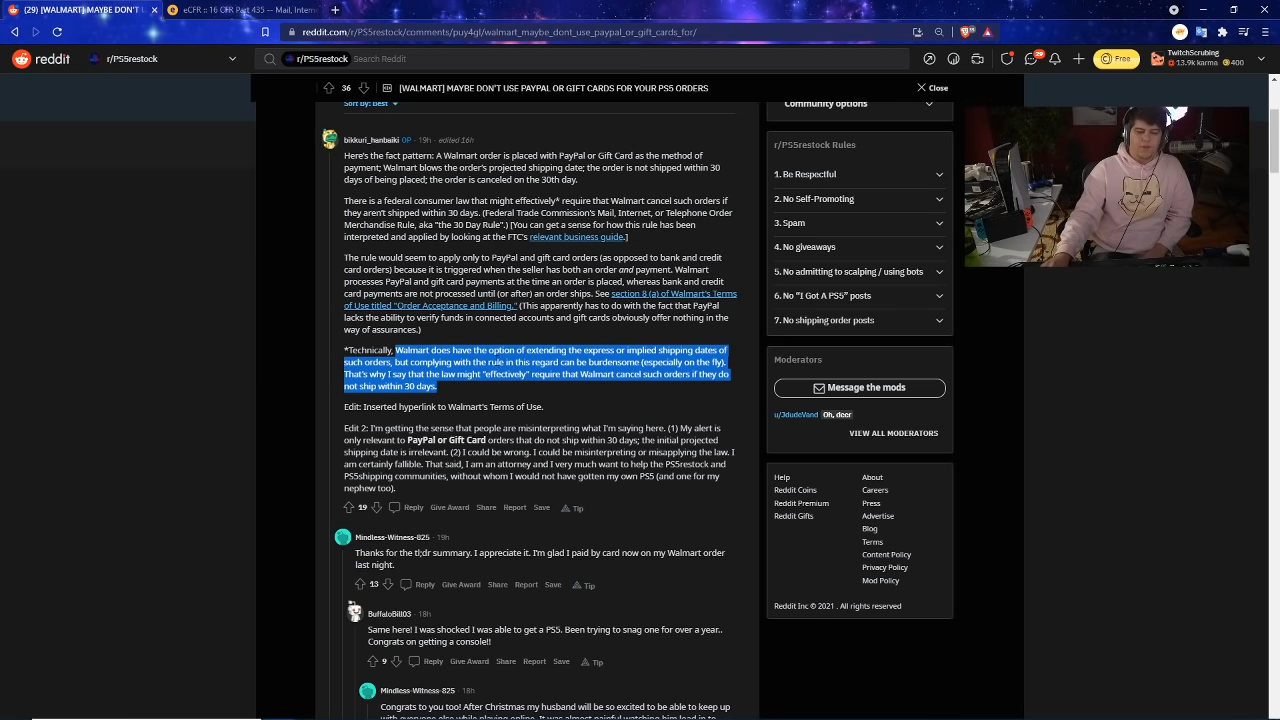 (29) [WALMART] MAYBE DON'T U
eCFR :: 16 CFR Part 435 -- Mail, Intern
reddit.com/r/PS5restock/comments/puy4gl/walmart_maybe_dont_use_paypal_or_gift_cards_for/
reddit
r/PS5restock
r/PS5restock Search Reddit
29
Free
TwitchScrubing
13.9k karma 400
36 [WALMART] MAYBE DON'T USE PAYPAL OR GIFT CARDS FOR YOUR PS5 ORDERS
Close
Sort by: Best
bikkuri_hanbaiki OP · 19h · edited 16h
Here's the fact pattern: A Walmart order is placed with PayPal or Gift Card as the method of
payment; Walmart blows the order's projected shipping date; the order is not shipped within 30
days of being placed; the order is canceled on the 30th day.
There is a federal consumer law that might effectively* require that Walmart cancel such orders if
they aren't shipped within 30 days. (Federal Trade Commission's Mail, Internet, or Telephone Order
Merchandise Rule, aka "the 30 Day Rule".) [You can get a sense for how this rule has been
interpreted and applied by looking at the FTC's relevant business guide.]
The rule would seem to apply only to PayPal and gift card orders (as opposed to bank and credit
card orders) because it is triggered when the seller has both an order and payment. Walmart
processes PayPal and gift card payments at the time an order is placed, whereas bank and credit
card payments are not processed until (or after) an order ships. See section 8 (a) of Walmart's Terms
of Use titled "Order Acceptance and Billing." (This apparently has to do with the fact that PayPal
lacks the ability to verify funds in connected accounts and gift cards obviously offer nothing in the
way of assurances.)
*Technically, Walmart does have the option of extending the express or implied shipping dates of
such orders, but complying with the rule in this regard can be burdensome (especially on the fly).
That's why I say that the law might "effectively" require that Walmart cancel such orders if they do
not ship within 30 days.
Edit: Inserted hyperlink to Walmart's Terms of Use.
Edit 2: I'm getting the sense that people are misinterpreting what I'm saying here. (1) My alert is
only relevant to PayPal or Gift Card orders that do not ship within 30 days; the initial projected
shipping date is irrelevant. (2) I could be wrong. I could be misinterpreting or misapplying the law. I
am certainly fallible. That said, I am an attorney and I very much want to help the PS5restock and
PS5shipping communities, without whom I would not have gotten my own PS5 (and one for my
nephew too).
19 Reply Give Award Share Report Save Tip
Mindless-Witness-825 · 19h
Thanks for the tl;dr summary. I appreciate it. I'm glad I paid by card now on my Walmart order
last night.
13 Reply Give Award Share Report Save Tip
BuffaloBill03 · 18h
Same here! I was shocked I was able to get a PS5. Been trying to snag one for over a year..
Congrats on getting a console!!
9 Reply Give Award Share Report Save Tip
Mindless-Witness-825 · 18h
Congrats to you too! After Christmas my husband will be so excited to be able to keep up
with everyone else while playing online. It was almost painful watching him load in to
Community options
r/PS5restock Rules
1. Be Respectful
2. No Self-Promoting
3. Spam
4. No giveaways
5. No admitting to scalping / using bots
6. No "I Got A PS5" posts
7. No shipping order posts
Moderators
Message the mods
u/JdudeVand Oh, deer
VIEW ALL MODERATORS
Help About
Reddit Coins Careers
Reddit Premium Press
Reddit Gifts Advertise
Blog
Terms
Content Policy
Privacy Policy
Mod Policy
Reddit Inc © 2021 . All rights reserved